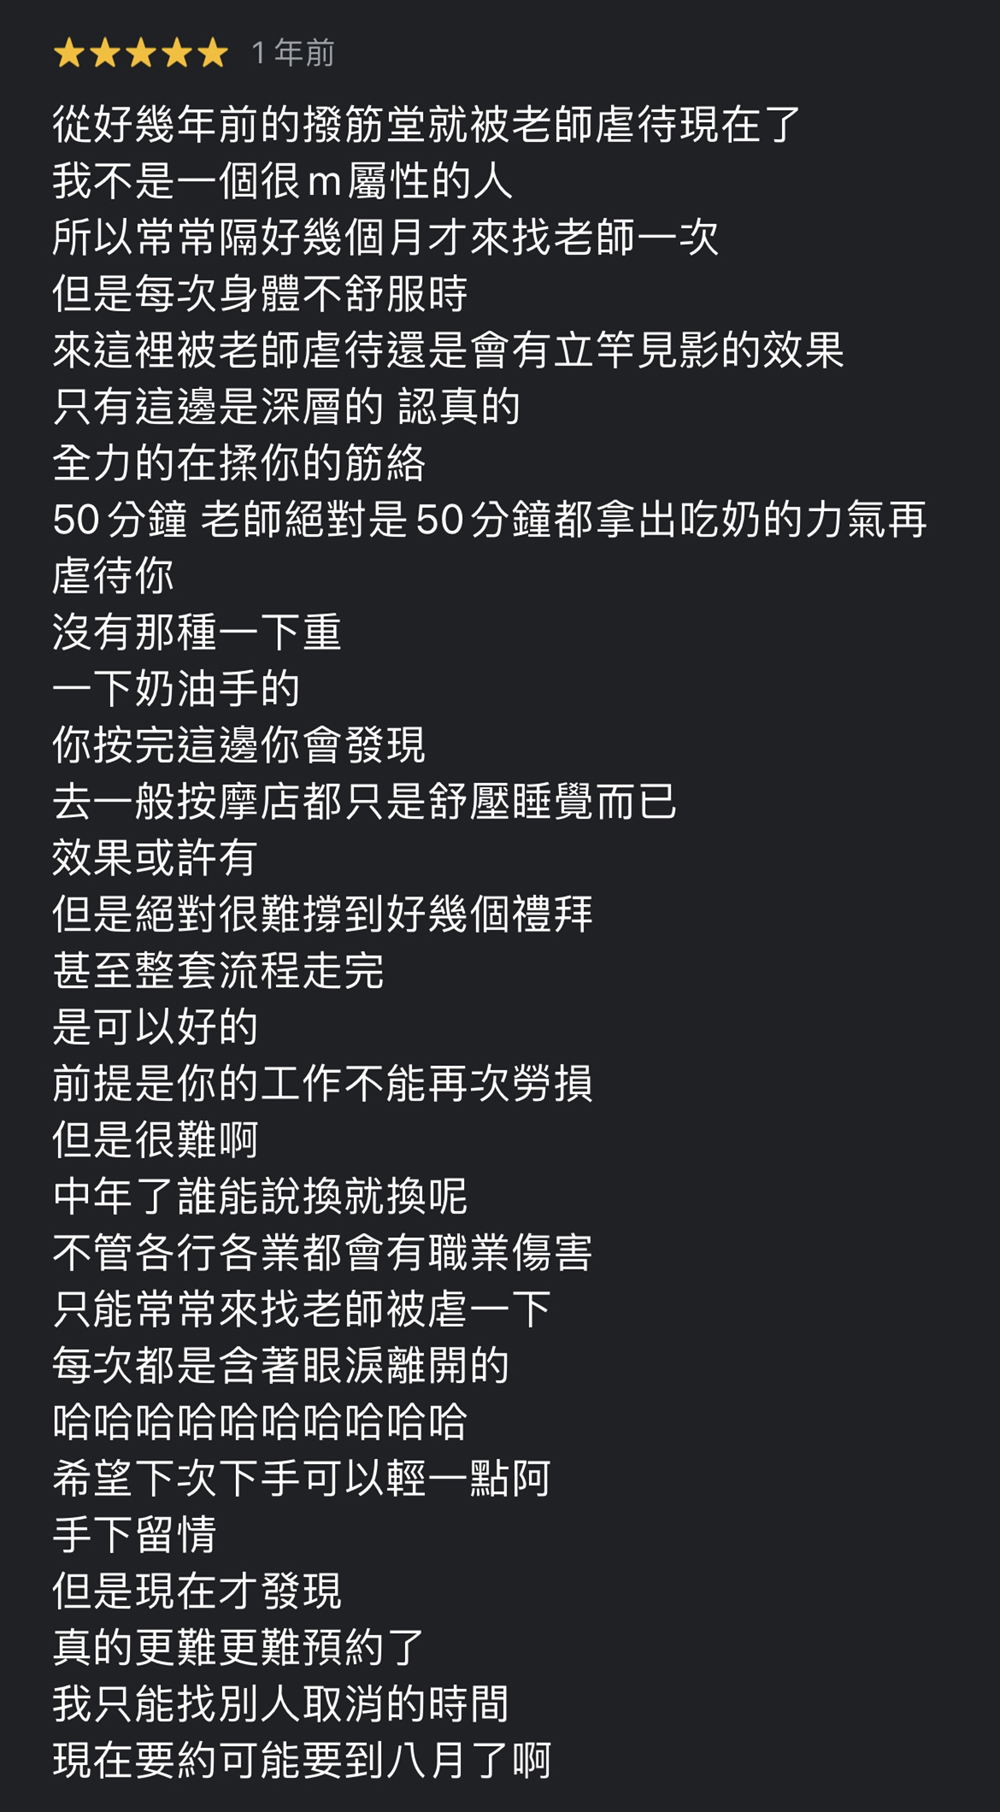 ★★★★★ 1 年前
從好幾年前的撥筋堂就被老師虐待現在了
我不是一個很m屬性的人
所以常常隔好幾個月才來找老師一次
但是每次身體不舒服時
來這裡被老師虐待還是會有立竿見影的效果
只有這邊是深層的 認真的
全力的在揉你的筋絡
50分鐘 老師絕對是50分鐘都拿出吃奶的力氣再
虐待你
沒有那種一下重
一下奶油手的
你按完這邊你會發現
去一般按摩店都只是舒壓睡覺而已
效果或許有
但是絕對很難撐到好幾個禮拜
甚至整套流程走完
是可以好的
前提是你的工作不能再次勞損
但是很難啊
中年了誰能說換就換呢
不管各行各業都會有職業傷害
只能常常來找老師被虐一下
每次都是含著眼淚離開的
哈哈哈哈哈哈哈哈哈哈
希望下次下手可以輕一點阿
手下留情
但是現在才發現
真的更難更難預約了
我只能找別人取消的時間
現在要約可能要到八月了啊